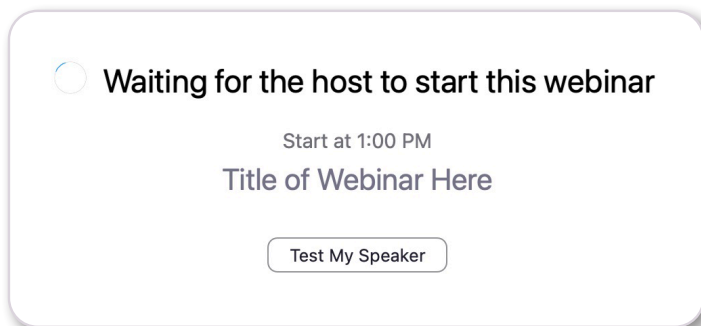 Waiting for the host to start this webinar
Start at 1:00 PM
Title of Webinar Here
Test My Speaker